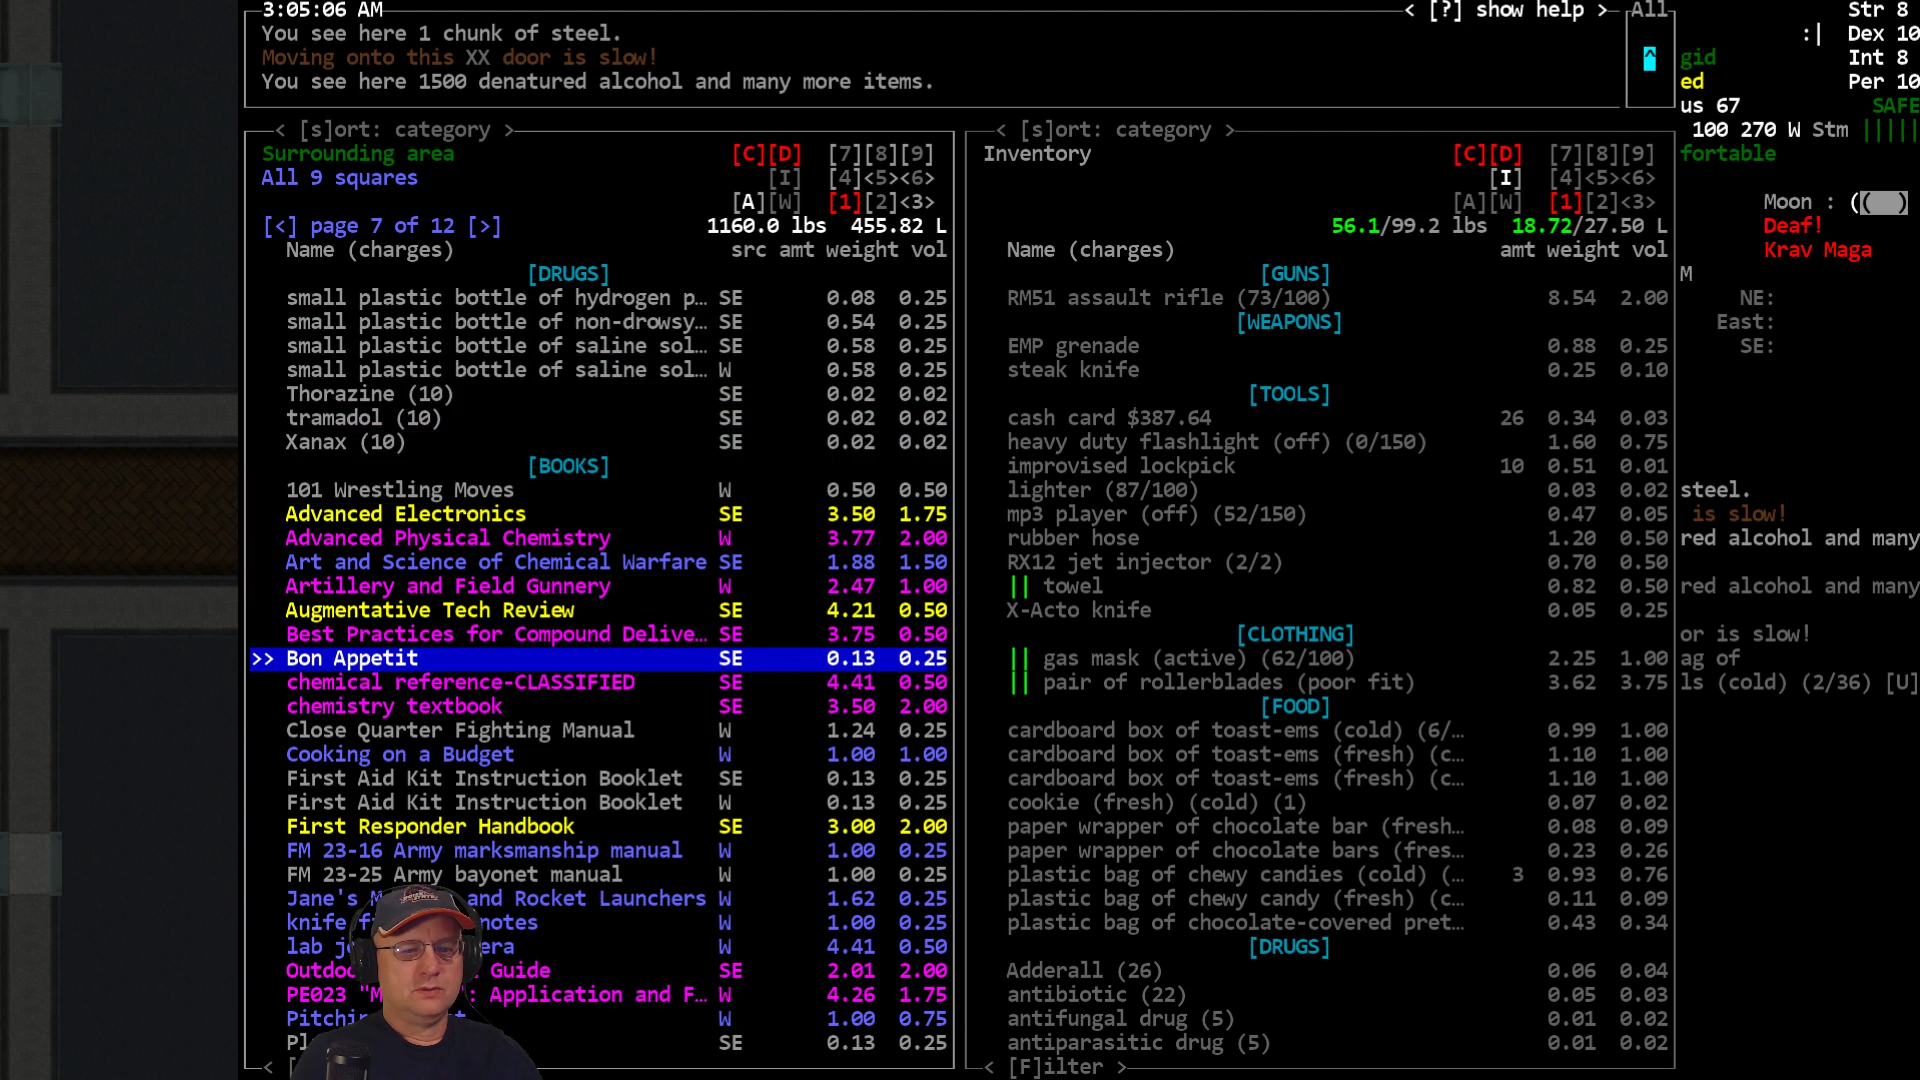 3:05:06 AM
< [?] show help >
All
You see here 1 chunk of steel.
Moving onto this XX door is slow!
You see here 1500 denatured alcohol and many more items.
^
Str 8
:| Dex 10
gid Int 8
ed Per 10
us 67 SAFE
100 270 W Stm |||||
fortable
Moon : (( )
Deaf!
Krav Maga
M
NE:
East:
SE:
steel.
is slow!
red alcohol and many
red alcohol and many
or is slow!
ag of
ls (cold) (2/36) [U]
< [s]ort: category >
Surrounding area [C][D] [7][8][9]
All 9 squares [I] [4]<5><6>
[A][W] [1][2]<3>
[<] page 7 of 12 [>] 1160.0 lbs 455.82 L
Name (charges) src amt weight vol
[DRUGS]
small plastic bottle of hydrogen p… SE 0.08 0.25
small plastic bottle of non-drowsy… SE 0.54 0.25
small plastic bottle of saline sol… SE 0.58 0.25
small plastic bottle of saline sol… W 0.58 0.25
Thorazine (10) SE 0.02 0.02
tramadol (10) SE 0.02 0.02
Xanax (10) SE 0.02 0.02
[BOOKS]
101 Wrestling Moves W 0.50 0.50
Advanced Electronics SE 3.50 1.75
Advanced Physical Chemistry W 3.77 2.00
Art and Science of Chemical Warfare SE 1.88 1.50
Artillery and Field Gunnery W 2.47 1.00
Augmentative Tech Review SE 4.21 0.50
Best Practices for Compound Delive… SE 3.75 0.50
>> Bon Appetit SE 0.13 0.25
chemical reference-CLASSIFIED SE 4.41 0.50
chemistry textbook SE 3.50 2.00
Close Quarter Fighting Manual W 1.24 0.25
Cooking on a Budget W 1.00 1.00
First Aid Kit Instruction Booklet SE 0.13 0.25
First Aid Kit Instruction Booklet W 0.13 0.25
First Responder Handbook SE 3.00 2.00
FM 23-16 Army marksmanship manual W 1.00 0.25
FM 23-25 Army bayonet manual W 1.00 0.25
Jane's M and Rocket Launchers W 1.62 0.25
knife f notes W 1.00 0.25
lab jo era W 4.41 0.50
Outdoo Guide SE 2.01 2.00
PE023 "M ": Application and F… W 4.26 1.75
Pitchin t W 1.00 0.75
Pl SE 0.13 0.25
< [
< [s]ort: category >
Inventory [C][D] [7][8][9]
[I] [4]<5><6>
[A][W] [1][2]<3>
56.1/99.2 lbs 18.72/27.50 L
Name (charges) amt weight vol
[GUNS]
RM51 assault rifle (73/100) 8.54 2.00
[WEAPONS]
EMP grenade 0.88 0.25
steak knife 0.25 0.10
[TOOLS]
cash card $387.64 26 0.34 0.03
heavy duty flashlight (off) (0/150) 1.60 0.75
improvised lockpick 10 0.51 0.01
lighter (87/100) 0.03 0.02
mp3 player (off) (52/150) 0.47 0.05
rubber hose 1.20 0.50
RX12 jet injector (2/2) 0.70 0.50
|| towel 0.82 0.50
X-Acto knife 0.05 0.25
[CLOTHING]
|| gas mask (active) (62/100) 2.25 1.00
|| pair of rollerblades (poor fit) 3.62 3.75
[FOOD]
cardboard box of toast-ems (cold) (6/… 0.99 1.00
cardboard box of toast-ems (fresh) (c… 1.10 1.00
cardboard box of toast-ems (fresh) (c… 1.10 1.00
cookie (fresh) (cold) (1) 0.07 0.02
paper wrapper of chocolate bar (fresh… 0.08 0.09
paper wrapper of chocolate bars (fres… 0.23 0.26
plastic bag of chewy candies (cold) (… 3 0.93 0.76
plastic bag of chewy candy (fresh) (c… 0.11 0.09
plastic bag of chocolate-covered pret… 0.43 0.34
[DRUGS]
Adderall (26) 0.06 0.04
antibiotic (22) 0.05 0.03
antifungal drug (5) 0.01 0.02
antiparasitic drug (5) 0.01 0.02
< [F]ilter >